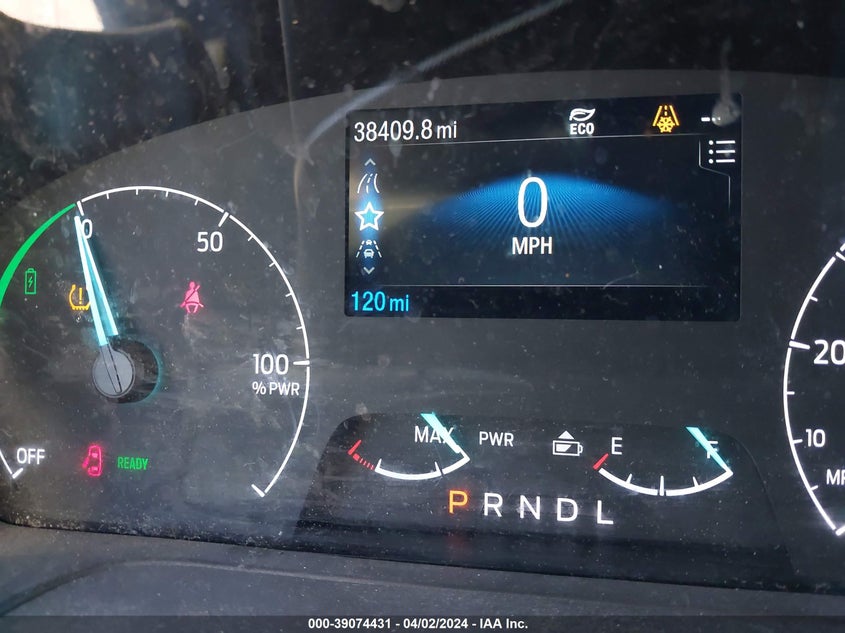 38409.8 mi
ECO
--
0
MPH
120 mi
0
50
100
% PWR
OFF
READY
MAX
PWR
E
F
P R N D L
20
10
000-39074431 - 04/02/2024 - IAA Inc.